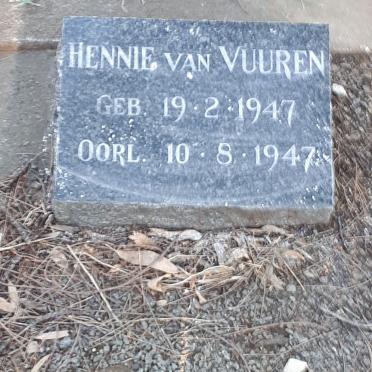 HENNIE VAN VUUREN
GEB. 19·2·1947
OORL. 10·8·1947